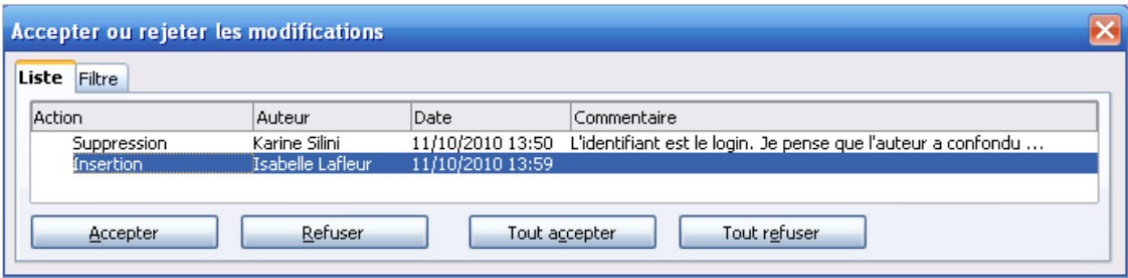 Accepter ou rejeter les modifications
Liste Filtre
Action Auteur Date Commentaire
Suppression Karine Silini 11/10/2010 13:50 L'identifiant est le login. Je pense que l'auteur a confondu ...
Insertion Isabelle Lafleur 11/10/2010 13:59
Accepter Refuser Tout accepter Tout refuser